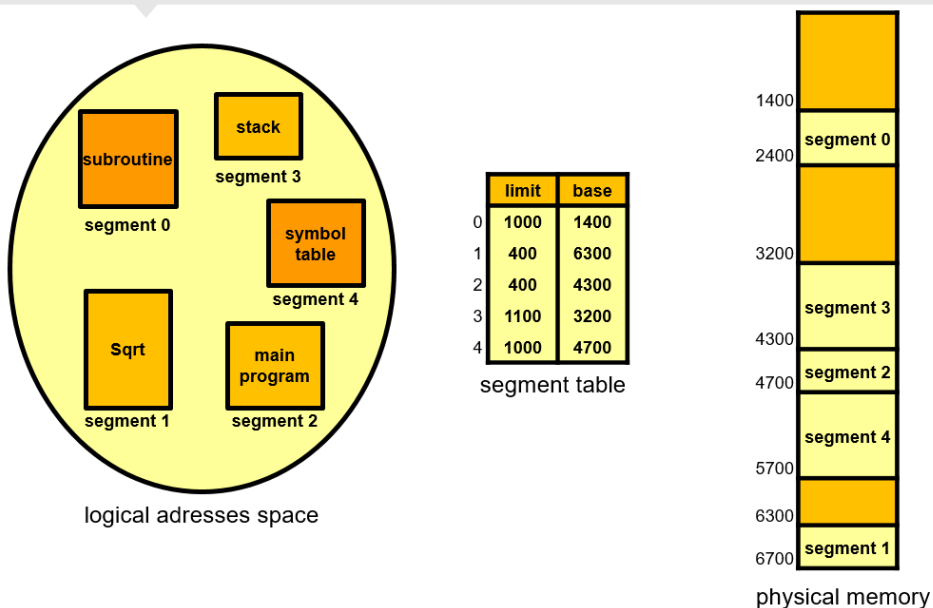 subroutine
segment 0
stack
segment 3
symbol
table
segment 4
Sqrt
segment 1
main
program
segment 2
logical adresses space
limit base
0 1000 1400
1 400 6300
2 400 4300
3 1100 3200
4 1000 4700
segment table
1400
segment 0
2400
3200
segment 3
4300
segment 2
4700
segment 4
5700
6300
segment 1
6700
physical memory